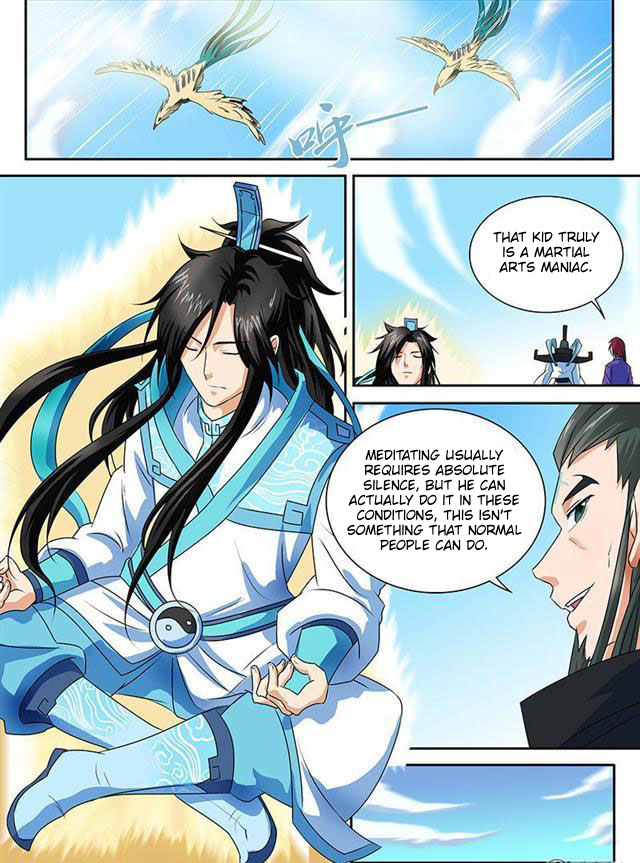 呼
THAT KID TRULY
IS A MARTIAL
ARTS MANIAC.
MEDITATING USUALLY
REQUIRES ABSOLUTE
SILENCE, BUT HE CAN
ACTUALLY DO IT IN THESE
CONDITIONS, THIS ISN'T
SOMETHING THAT NORMAL
PEOPLE CAN DO.